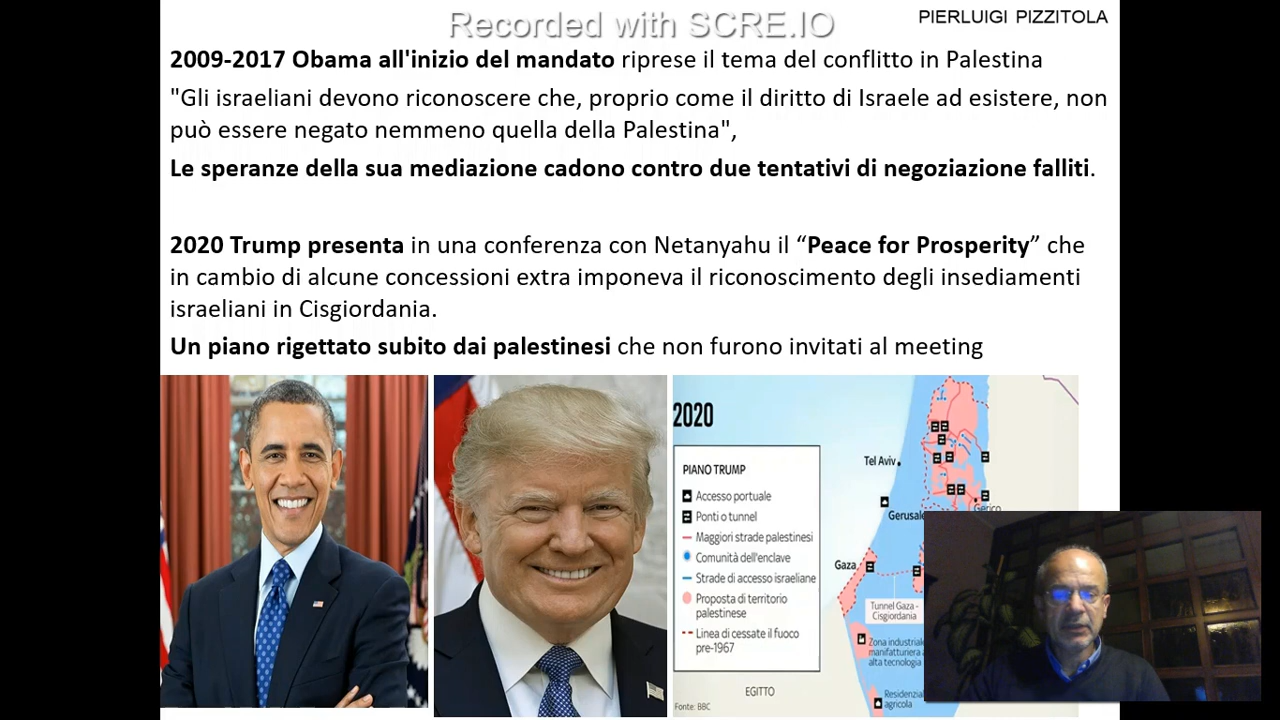 Recorded with SCRE.IO
PIERLUIGI PIZZITOLA
2009-2017 Obama all'inizio del mandato riprese il tema del conflitto in Palestina
"Gli israeliani devono riconoscere che, proprio come il diritto di Israele ad esistere, non
può essere negato nemmeno quella della Palestina",
Le speranze della sua mediazione cadono contro due tentativi di negoziazione falliti.
2020 Trump presenta in una conferenza con Netanyahu il “Peace for Prosperity” che
in cambio di alcune concessioni extra imponeva il riconoscimento degli insediamenti
israeliani in Cisgiordania.
Un piano rigettato subito dai palestinesi che non furono invitati al meeting
2020
PIANO TRUMP
Accesso portuale
Ponti o tunnel
Maggiori strade palestinesi
Comunità dell'enclave
Strade di accesso israeliane
Proposta di territorio
palestinese
Linea di cessate il fuoco
pre-1967
Tel Aviv
Gerusale
Gerico
Gaza
Tunnel Gaza -
Cisgiordania
Zona industriale
manifatturiera
alta tecnologia
Residenzial
agricola
EGITTO
Fonte: BBC